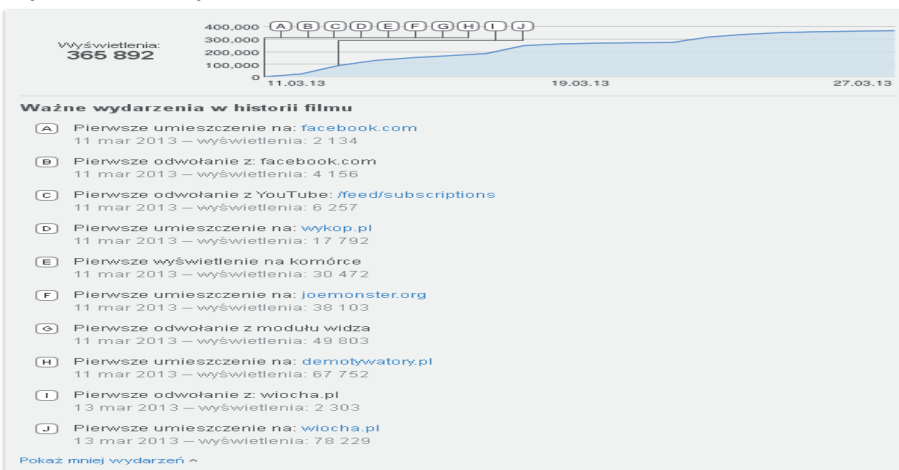 Wyświetlenia:
365 892
400,000
300,000
200,000
100,000
0
A B C D E F G H I J
11.03.13 19.03.13 27.03.13
Ważne wydarzenia w historii filmu
A Pierwsze umieszczenie na: facebook.com
11 mar 2013 – wyświetlenia: 2 134
B Pierwsze odwołanie z: facebook.com
11 mar 2013 – wyświetlenia: 4 156
C Pierwsze odwołanie z YouTube: /feed/subscriptions
11 mar 2013 – wyświetlenia: 6 257
D Pierwsze umieszczenie na: wykop.pl
11 mar 2013 – wyświetlenia: 17 792
E Pierwsze wyświetlenie na komórce
11 mar 2013 – wyświetlenia: 30 472
F Pierwsze umieszczenie na: joemonster.org
11 mar 2013 – wyświetlenia: 38 103
G Pierwsze odwołanie z modułu widza
11 mar 2013 – wyświetlenia: 49 803
H Pierwsze umieszczenie na: demotywatory.pl
11 mar 2013 – wyświetlenia: 67 752
I Pierwsze odwołanie z: wiocha.pl
13 mar 2013 – wyświetlenia: 2 303
J Pierwsze umieszczenie na: wiocha.pl
13 mar 2013 – wyświetlenia: 78 229
Pokaż mniej wydarzeń